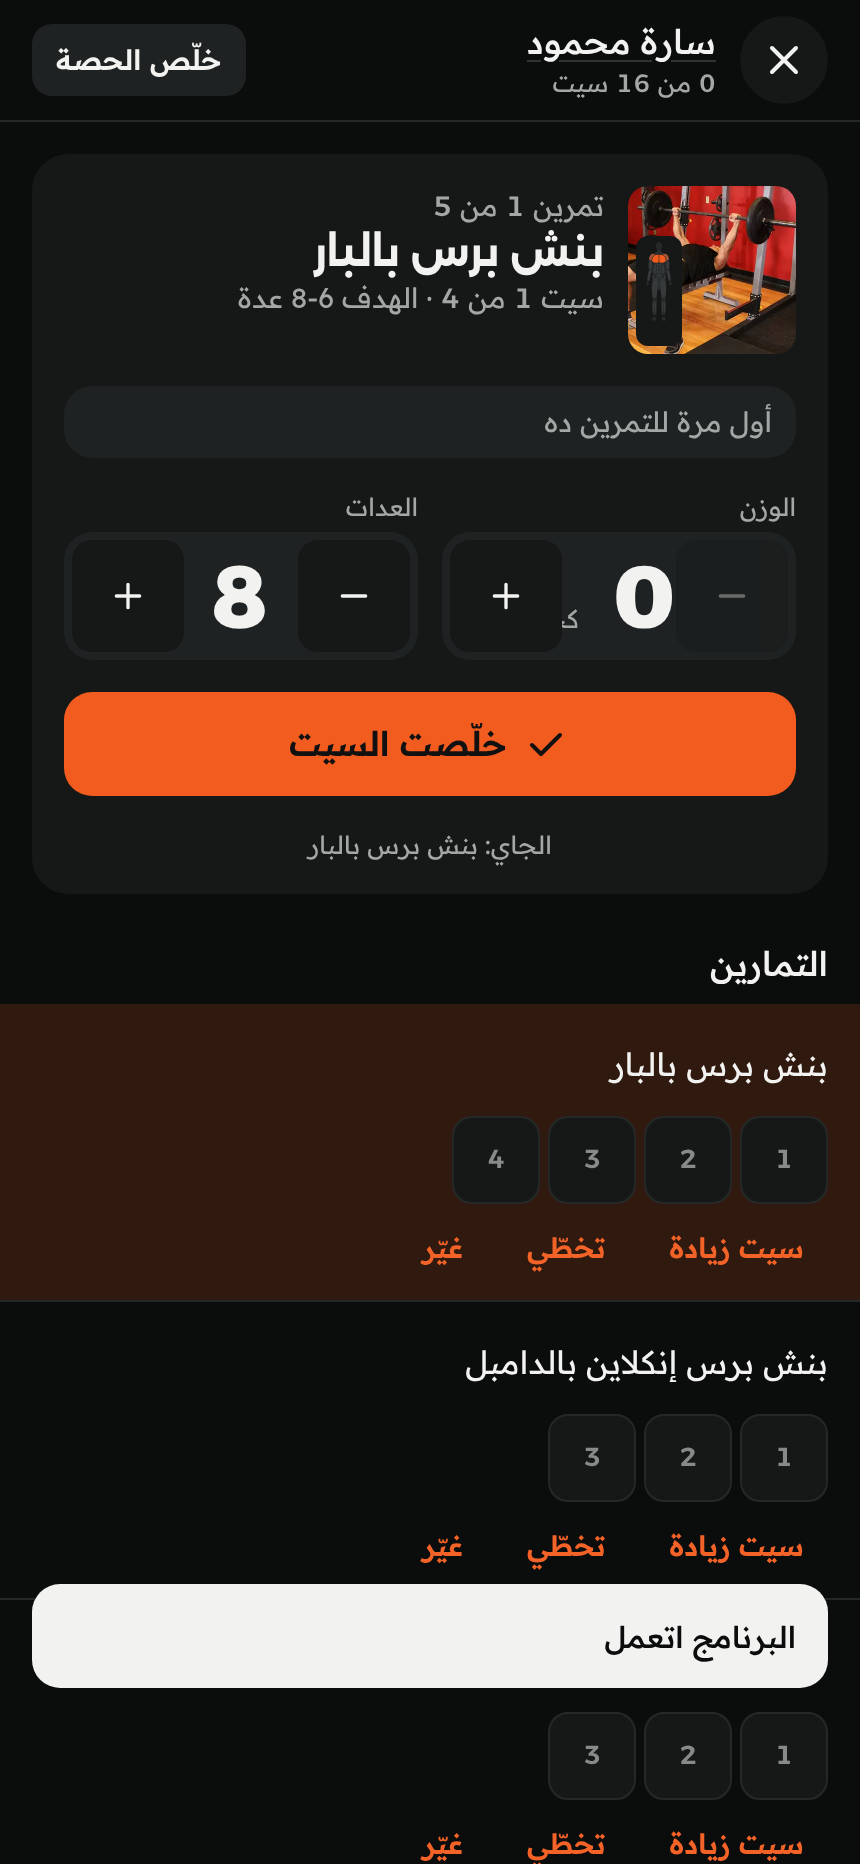 سارة محمود
0 من 16 سيت
خلّص الحصة
تمرين 1 من 5
بنش برس بالبار
سيت 1 من 4 · الهدف 6-8 عدة
أول مرة للتمرين ده
الوزن
العدات
− 0 +
− 8 +
خلّصت السيت
الجاي: بنش برس بالبار
التمارين
بنش برس بالبار
1 2 3 4
سيت زيادة تخطّي غيّر
بنش برس إنكلاين بالدامبل
1 2 3
سيت زيادة تخطّي غيّر
البرنامج اتعمل
1 2 3
سيت زيادة تخطّي غيّر